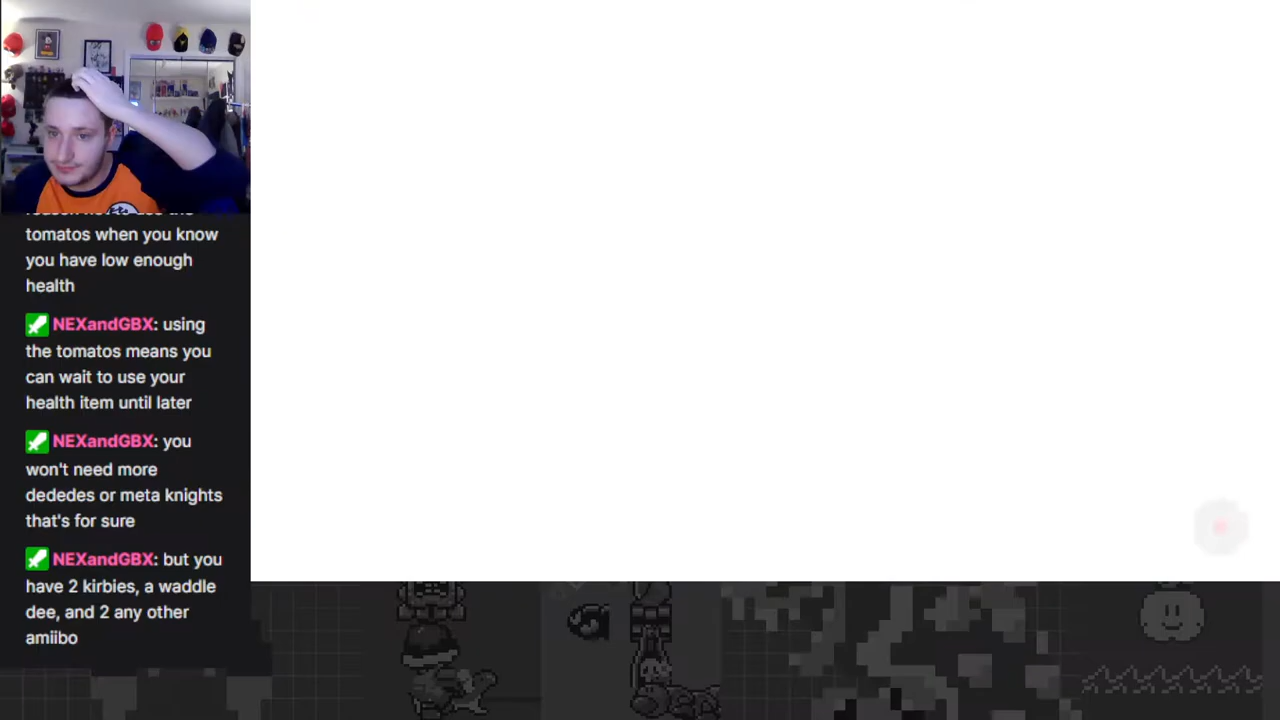 tomatos when you know
you have low enough
health
NEXandGBX: using
the tomatos means you
can wait to use your
health item until later
NEXandGBX: you
won't need more
dededes or meta knights
that's for sure
NEXandGBX: but you
have 2 kirbies, a waddle
dee, and 2 any other
amiibo